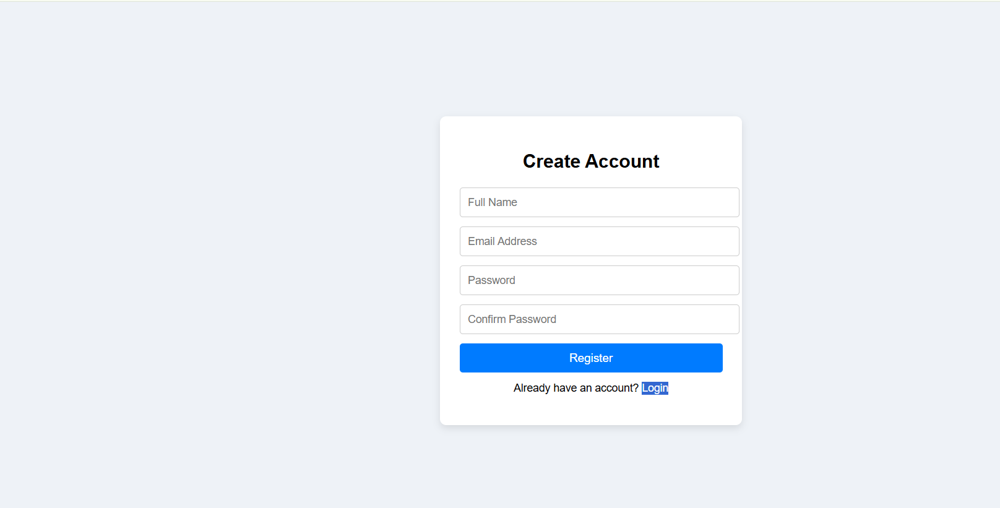 Create Account
Full Name
Email Address
Password
Confirm Password
Register
Already have an account? Login